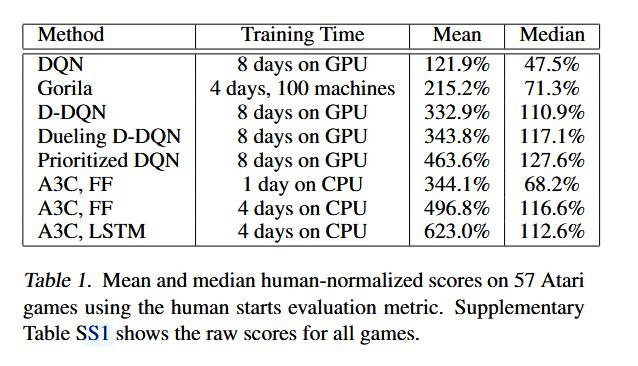 Method Training Time Mean Median
DQN 8 days on GPU 121.9% 47.5%
Gorila 4 days, 100 machines 215.2% 71.3%
D-DQN 8 days on GPU 332.9% 110.9%
Dueling D-DQN 8 days on GPU 343.8% 117.1%
Prioritized DQN 8 days on GPU 463.6% 127.6%
A3C, FF 1 day on CPU 344.1% 68.2%
A3C, FF 4 days on CPU 496.8% 116.6%
A3C, LSTM 4 days on CPU 623.0% 112.6%
Table 1. Mean and median human-normalized scores on 57 Atari
games using the human starts evaluation metric. Supplementary
Table SS1 shows the raw scores for all games.